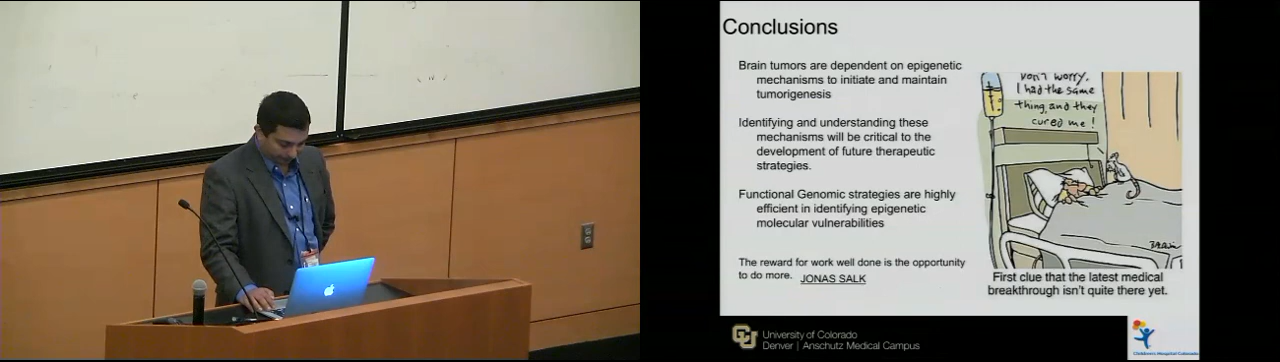 Conclusions
Brain tumors are dependent on epigenetic
mechanisms to initiate and maintain
tumorigenesis
Identifying and understanding these
mechanisms will be critical to the
development of future therapeutic
strategies.
Functional Genomic strategies are highly
efficient in identifying epigenetic
molecular vulnerabilities
The reward for work well done is the opportunity
to do more. JONAS SALK
Don't worry,
I had the same
thing, and they
cured me!
First clue that the latest medical
breakthrough isn't quite there yet.
CU
University of Colorado
Denver | Anschutz Medical Campus
Children's Hospital Colorado